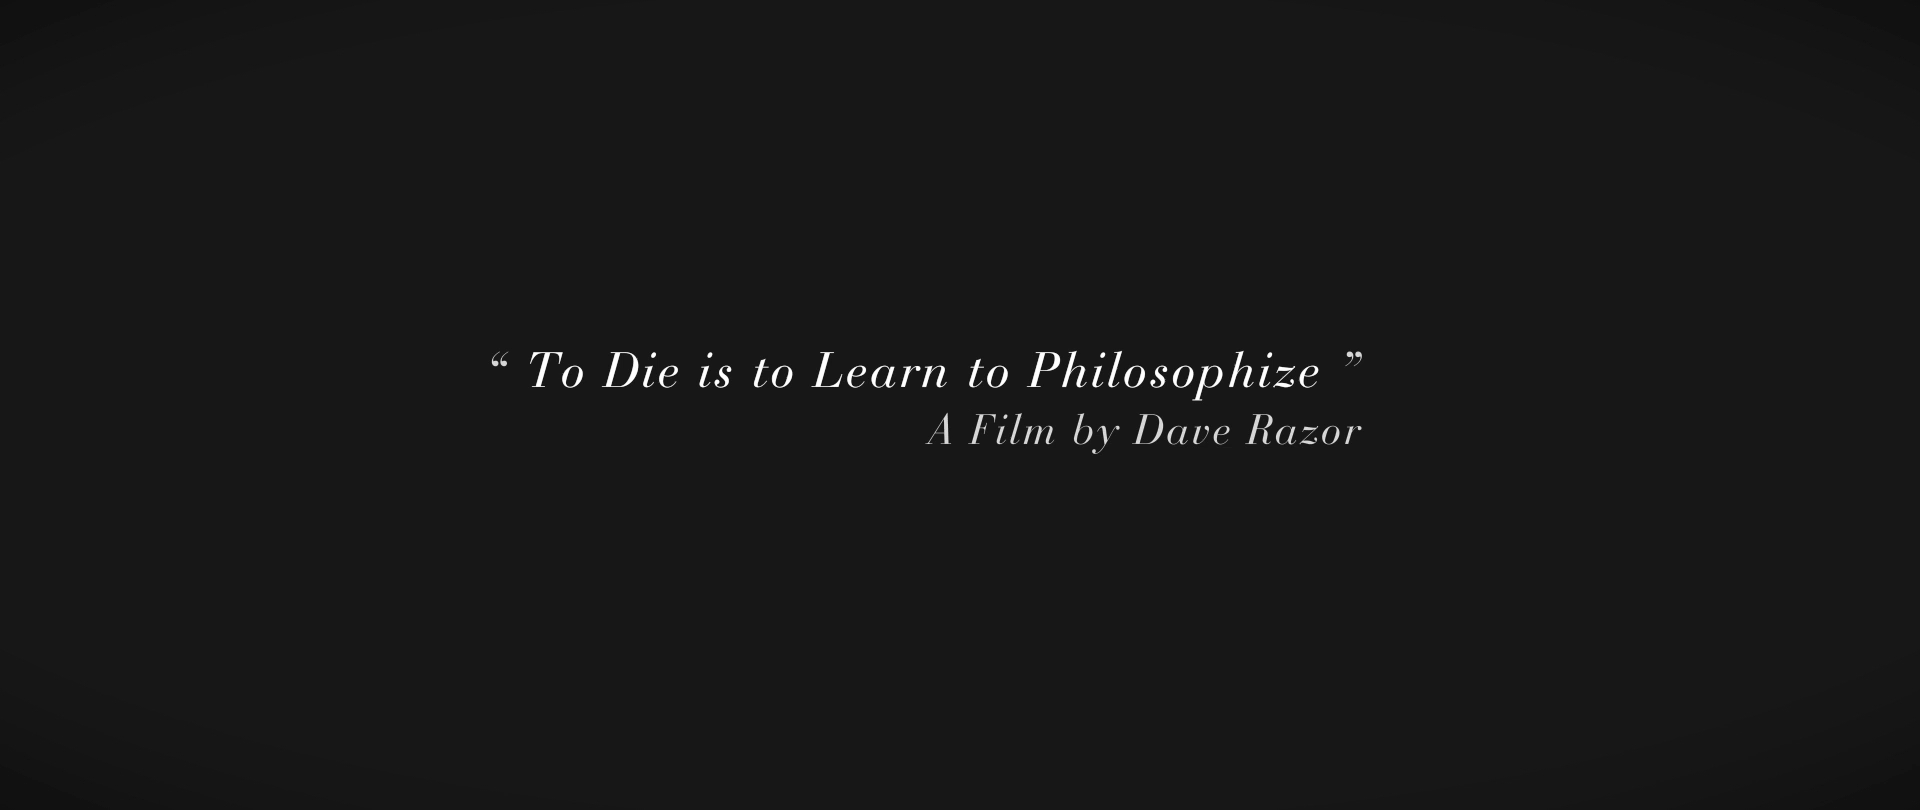 “ To Die is to Learn to Philosophize ”
A Film by Dave Razor